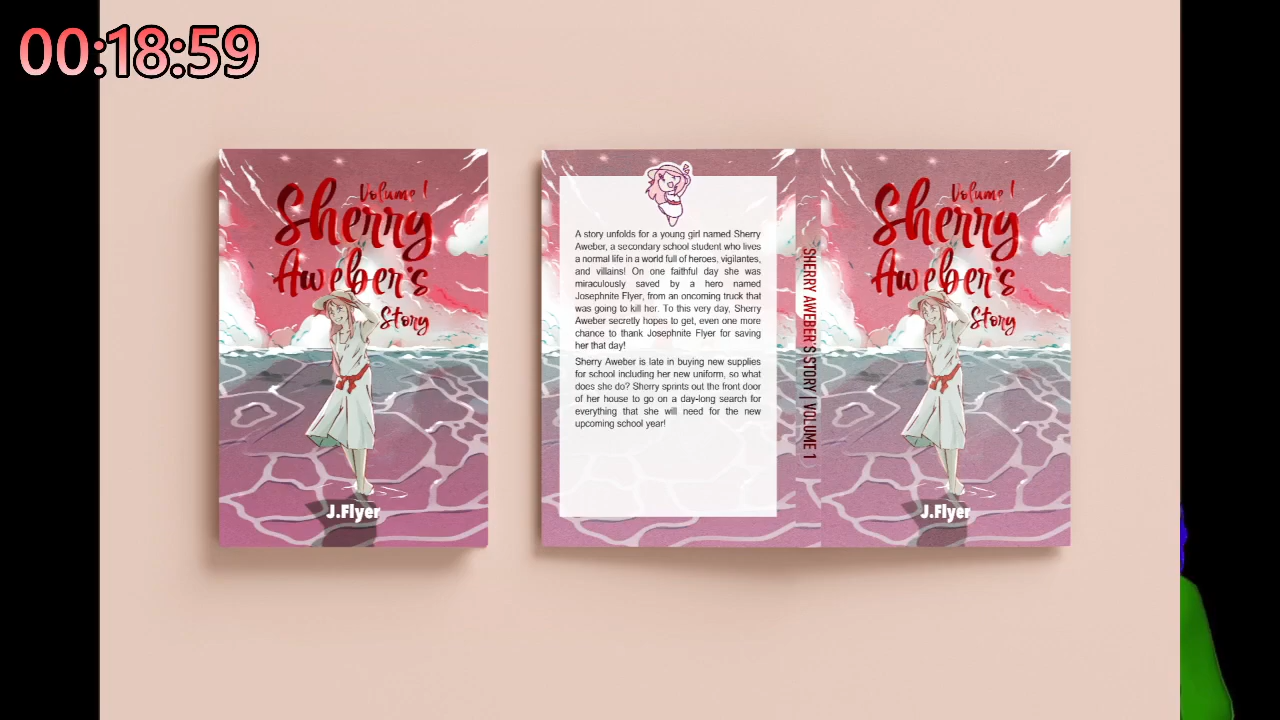 00:18:59
Volume 1
Sherry
Aweber's
Story
J.Flyer
A story unfolds for a young girl named Sherry
Aweber, a secondary school student who lives
a normal life in a world full of heroes, vigilantes,
and villains! On one faithful day she was
miraculously saved by a hero named
Josephnite Flyer, from an oncoming truck that
was going to kill her. To this very day, Sherry
Aweber secretly hopes to get, even one more
chance to thank Josephnite Flyer for saving
her that day!
Sherry Aweber is late in buying new supplies
for school including her new uniform, so what
does she do? Sherry sprints out the front door
of her house to go on a day-long search for
everything that she will need for the new
upcoming school year!
SHERRY AWEBER'S STORY | VOLUME 1
Volume 1
Sherry
Aweber's
Story
J.Flyer